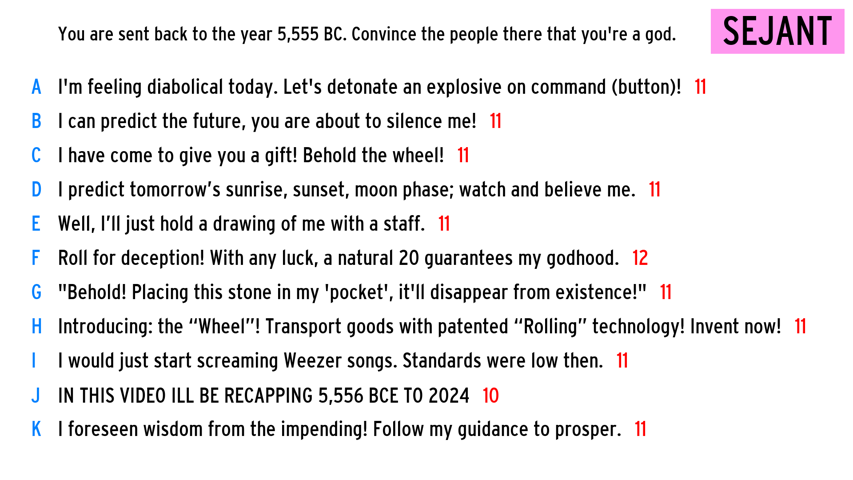 You are sent back to the year 5,555 BC. Convince the people there that you're a god.
SEJANT
A I'm feeling diabolical today. Let's detonate an explosive on command (button)! 11
B I can predict the future, you are about to silence me! 11
C I have come to give you a gift! Behold the wheel! 11
D I predict tomorrow’s sunrise, sunset, moon phase; watch and believe me. 11
E Well, I’ll just hold a drawing of me with a staff. 11
F Roll for deception! With any luck, a natural 20 guarantees my godhood. 12
G "Behold! Placing this stone in my 'pocket', it'll disappear from existence!" 11
H Introducing: the “Wheel”! Transport goods with patented “Rolling” technology! Invent now! 11
I I would just start screaming Weezer songs. Standards were low then. 11
J IN THIS VIDEO ILL BE RECAPPING 5,556 BCE TO 2024 10
K I foreseen wisdom from the impending! Follow my guidance to prosper. 11